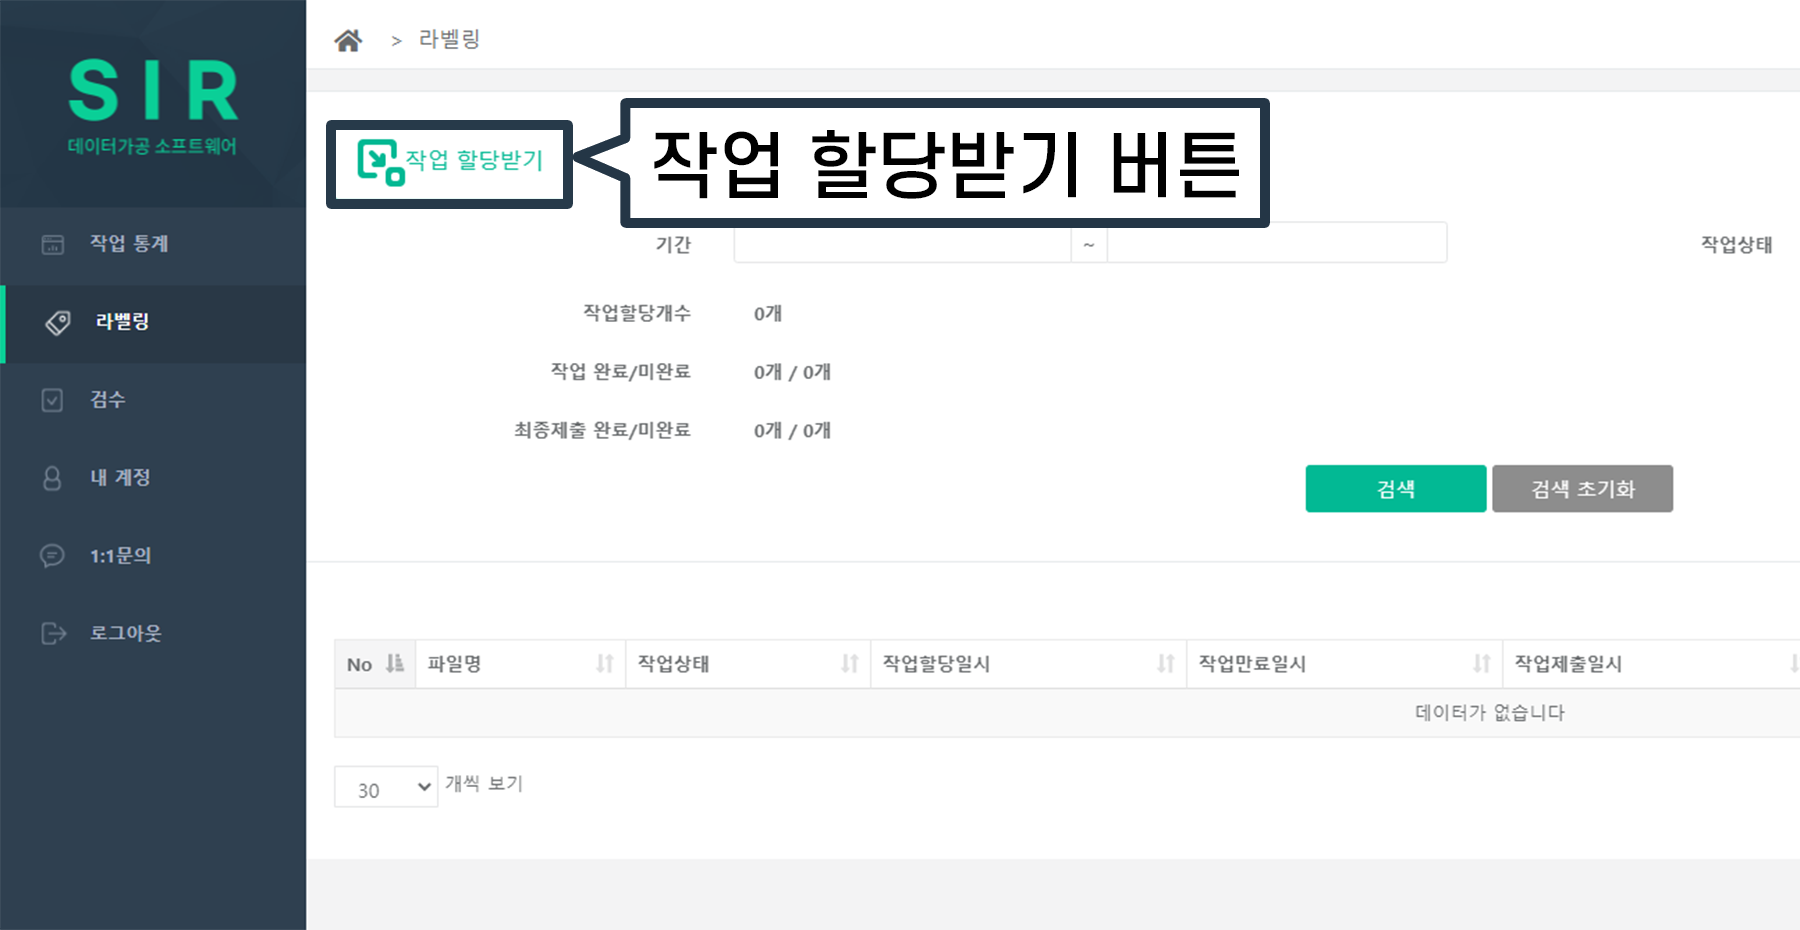 SIR
데이터가공 소프트웨어
작업 통계
라벨링
검수
내 계정
1:1문의
로그아웃
> 라벨링
작업 할당받기
작업 할당받기 버튼
기간 ~ 작업상태
작업할당개수 0개
작업 완료/미완료 0개 / 0개
최종제출 완료/미완료 0개 / 0개
검색 검색 초기화
No 파일명 작업상태 작업할당일시 작업만료일시 작업제출일시
데이터가 없습니다
30 개씩 보기